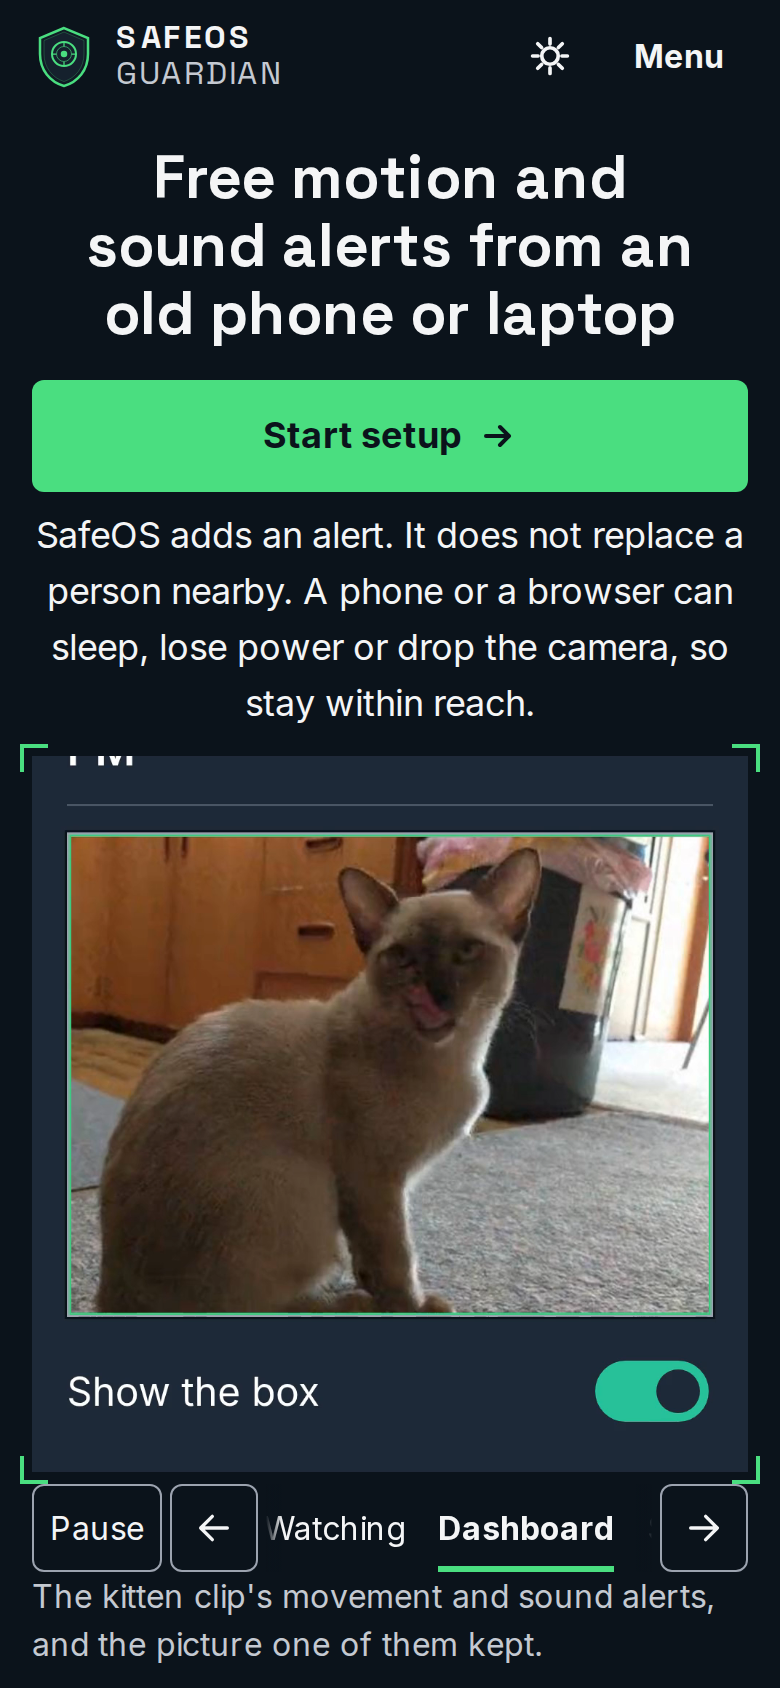 SAFEOS
GUARDIAN
Menu
Free motion and
sound alerts from an
old phone or laptop
Start setup →
SafeOS adds an alert. It does not replace a
person nearby. A phone or a browser can
sleep, lose power or drop the camera, so
stay within reach.
Show the box
Pause ← Watching Dashboard →
The kitten clip's movement and sound alerts,
and the picture one of them kept.